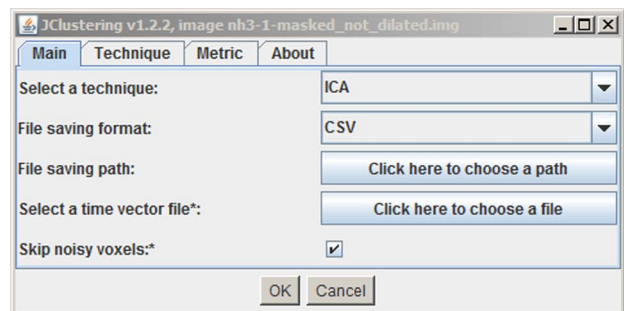 JClustering v1.2.2, image nh3-1-masked_not_dilated.img
Main Technique Metric About
Select a technique: ICA
File saving format: CSV
File saving path: Click here to choose a path
Select a time vector file*: Click here to choose a file
Skip noisy voxels:*
OK Cancel